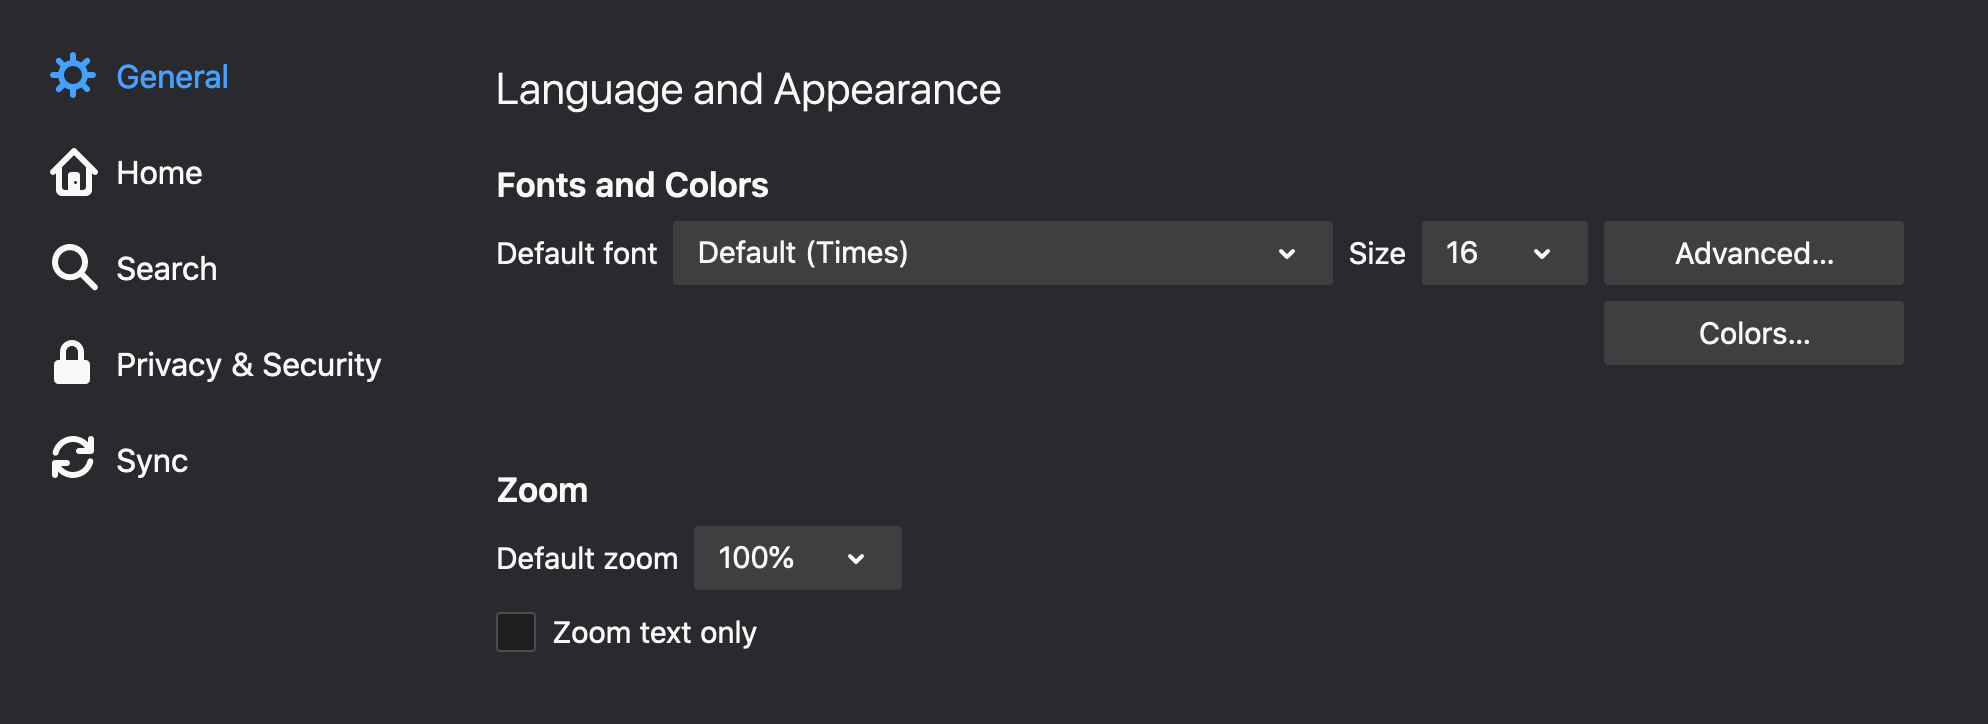 General
Home
Search
Privacy & Security
Sync
Language and Appearance
Fonts and Colors
Default font Default (Times) Size 16 Advanced...
Colors...
Zoom
Default zoom 100%
Zoom text only